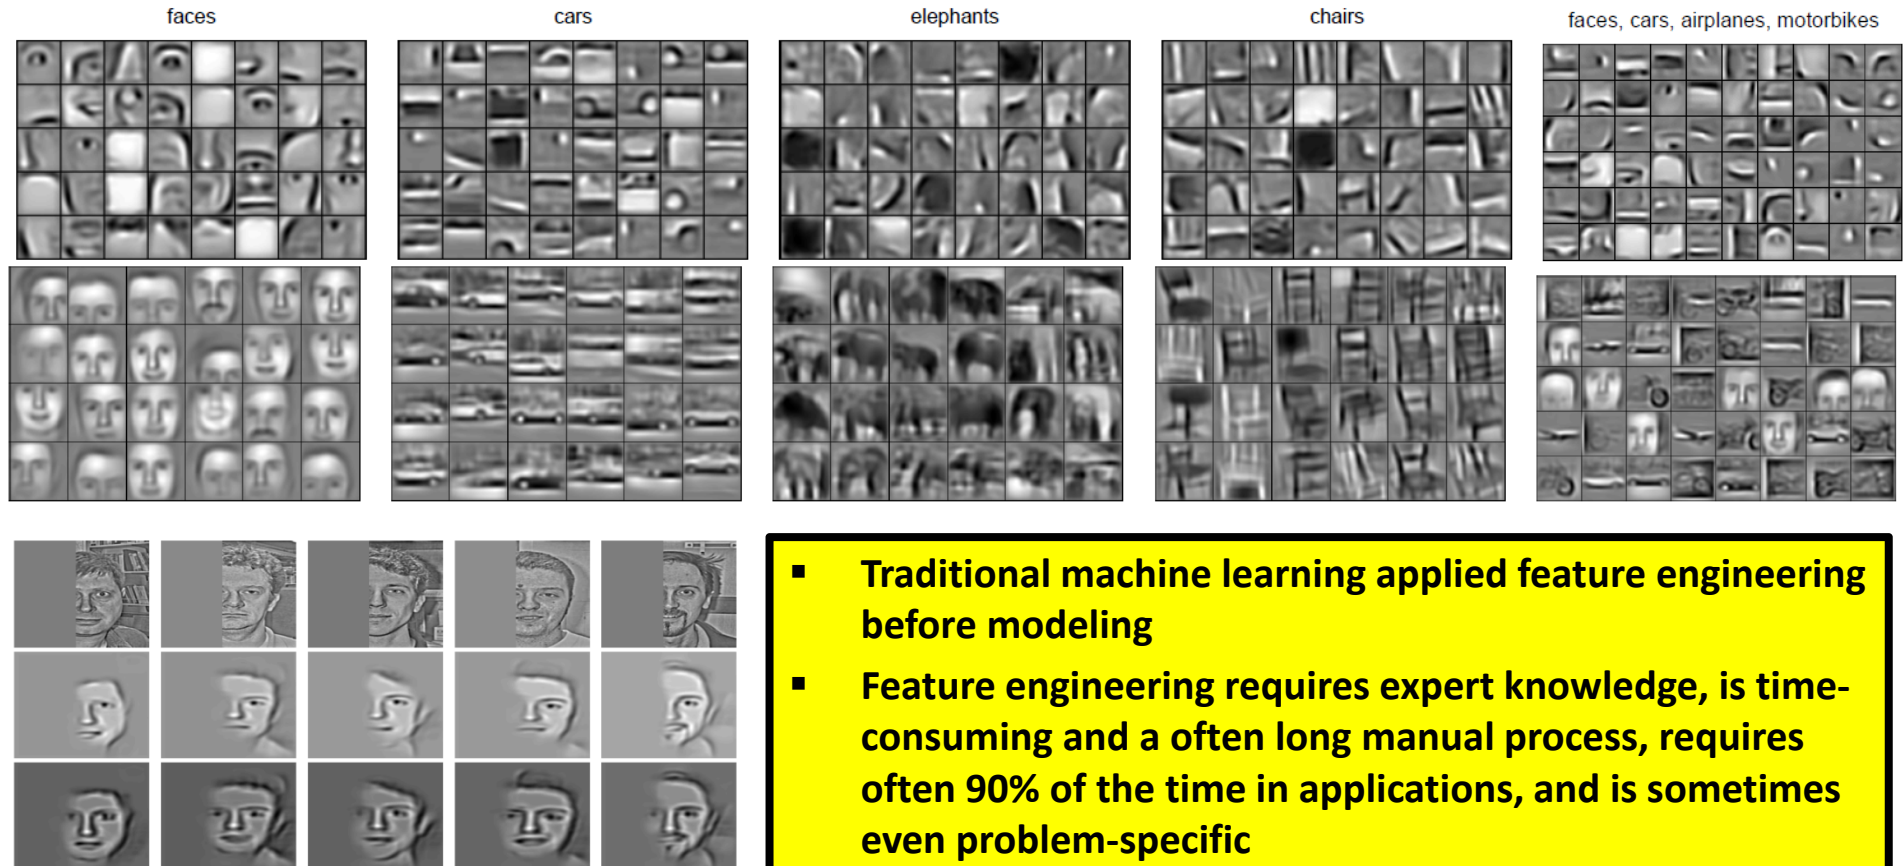 faces
cars
elephants
chairs
faces, cars, airplanes, motorbikes
▪ Traditional machine learning applied feature engineering
before modeling
▪ Feature engineering requires expert knowledge, is time-
consuming and a often long manual process, requires
often 90% of the time in applications, and is sometimes
even problem-specific